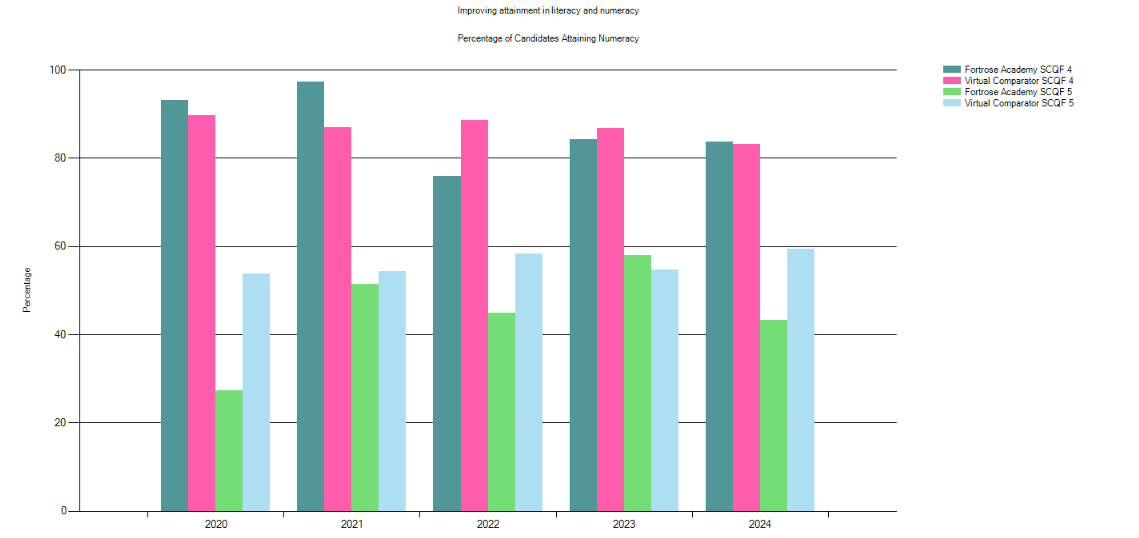 Improving attainment in literacy and numeracy
Percentage of Candidates Attaining Numeracy
Fortrose Academy SCQF 4
Virtual Comparator SCQF 4
Fortrose Academy SCQF 5
Virtual Comparator SCQF 5
Percentage
100
80
60
40
20
0
2020
2021
2022
2023
2024